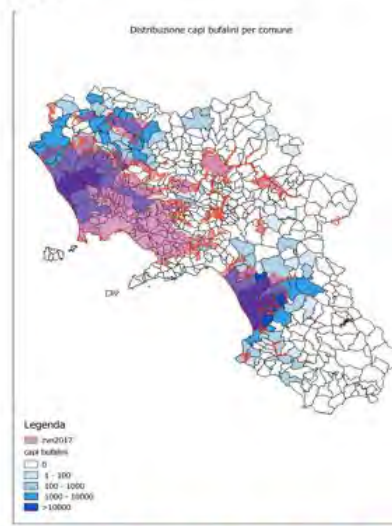 Distribuzione capi bufalini per comune
Legenda
zvn2017
capi bufalini
0
1 - 100
100 - 1000
1000 - 10000
>10000